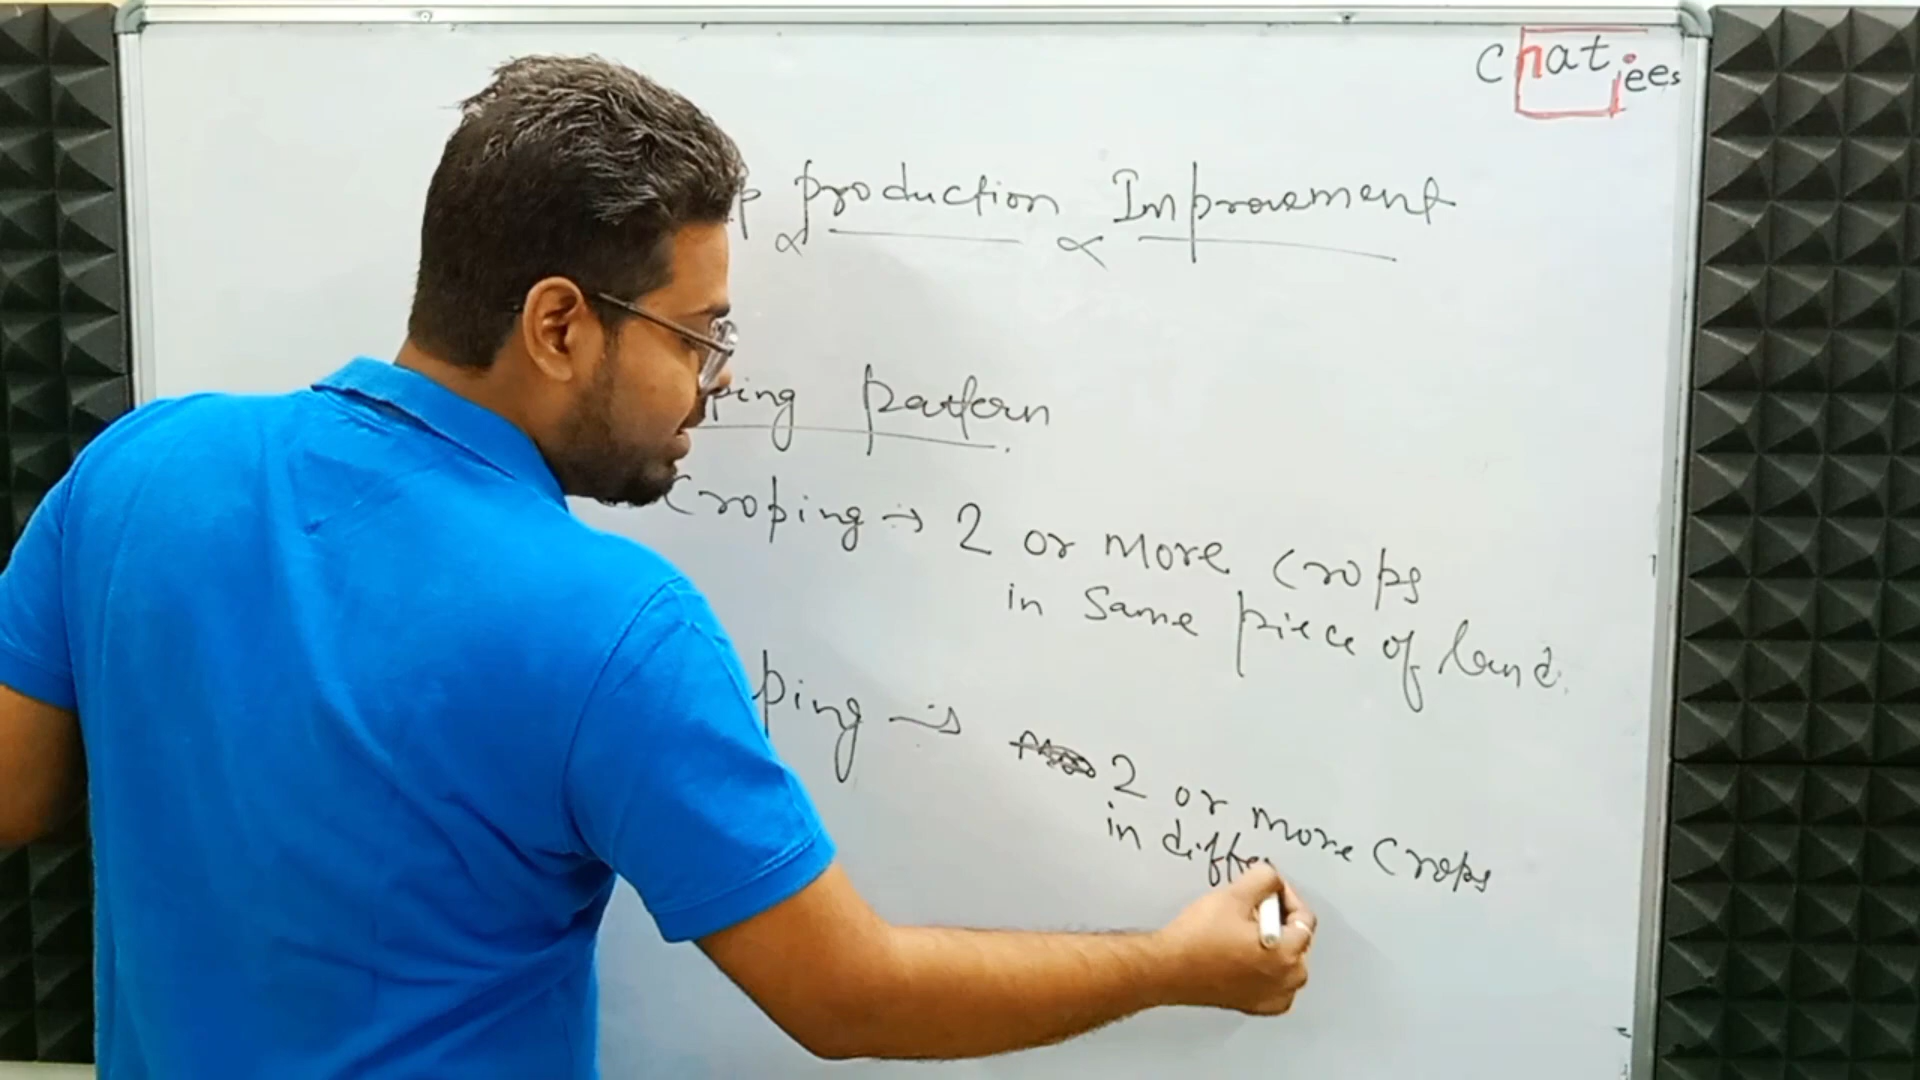 chatjees
p production Improvement
ping pattern
Croping → 2 or more crops
in same piece of land.
ping → 2 or more crops
in differ